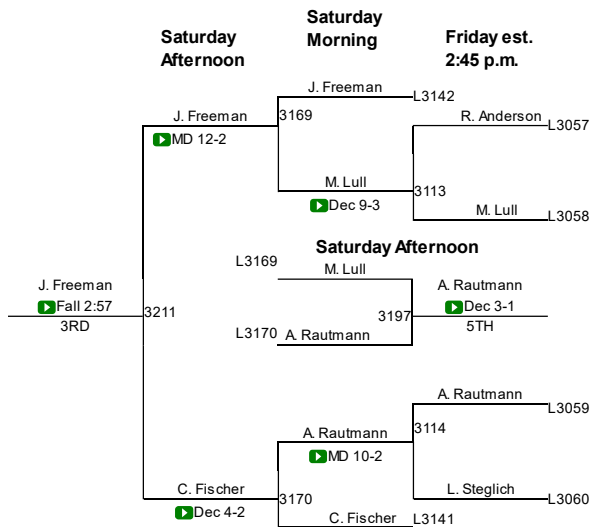 Saturday
Morning
Saturday
Afternoon
Friday est.
2:45 p.m.
J. Freeman
L3142
J. Freeman
3169
R. Anderson
L3057
MD 12-2
M. Lull
3113
Dec 9-3
M. Lull
L3058
Saturday Afternoon
L3169
M. Lull
J. Freeman
A. Rautmann
Fall 2:57
3211
3197
Dec 3-1
3RD
5TH
L3170
A. Rautmann
A. Rautmann
L3059
A. Rautmann
3114
MD 10-2
C. Fischer
3170
L. Steglich
L3060
Dec 4-2
C. Fischer
L3141